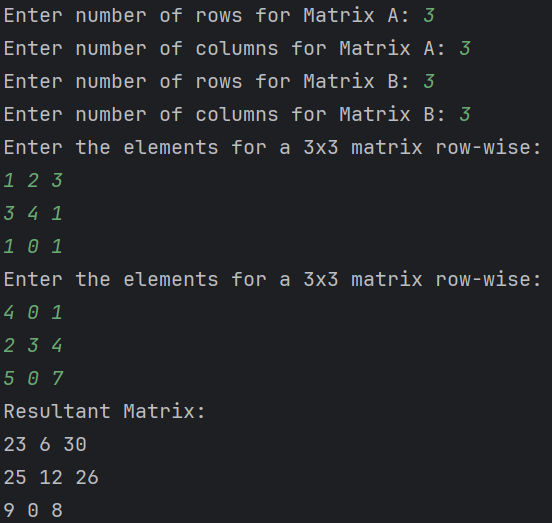 Enter number of rows for Matrix A: 3
Enter number of columns for Matrix A: 3
Enter number of rows for Matrix B: 3
Enter number of columns for Matrix B: 3
Enter the elements for a 3x3 matrix row-wise:
1 2 3
3 4 1
1 0 1
Enter the elements for a 3x3 matrix row-wise:
4 0 1
2 3 4
5 0 7
Resultant Matrix:
23 6 30
25 12 26
9 0 8